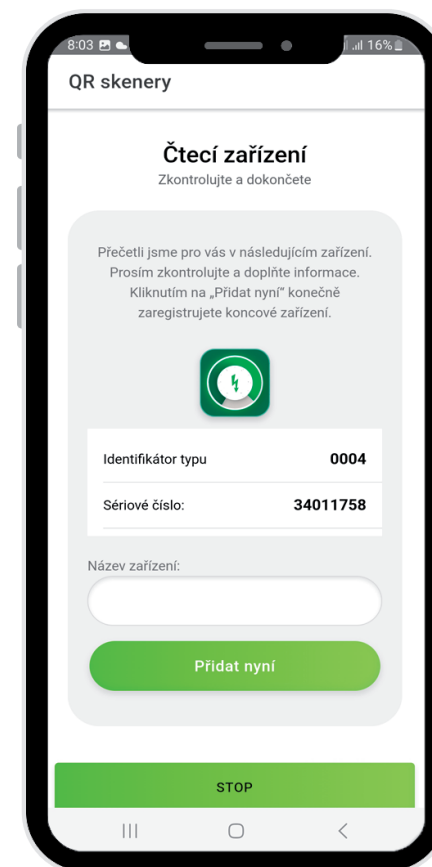 8:03
16%
QR skenery
Čtecí zařízení
Zkontrolujte a dokončete
Přečetli jsme pro vás v následujícím zařízení.
Prosím zkontrolujte a doplňte informace.
Kliknutím na „Přidat nyní“ konečně
zaregistrujete koncové zařízení.
Identifikátor typu 0004
Sériové číslo: 34011758
Název zařízení:
Přidat nyní
STOP